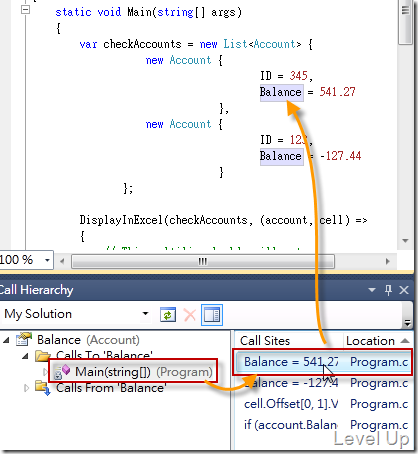 {
static void Main(string[] args)
{
var checkAccounts = new List<Account> {
new Account {
ID = 345,
Balance = 541.27
},
new Account {
ID = 123,
Balance = -127.44
}
};
DisplayInExcel(checkAccounts, (account, cell) =>
{
100 %
Call Hierarchy
My Solution
Balance (Account)
Calls To 'Balance'
Main(string[]) (Program)
Calls From 'Balance'
Call Sites Location
Balance = 541.27 Program.c
Balance = -127.4 Program.c
cell.Offset[0, 1].V Program.c
if (account.Balan Program.c
Level Up